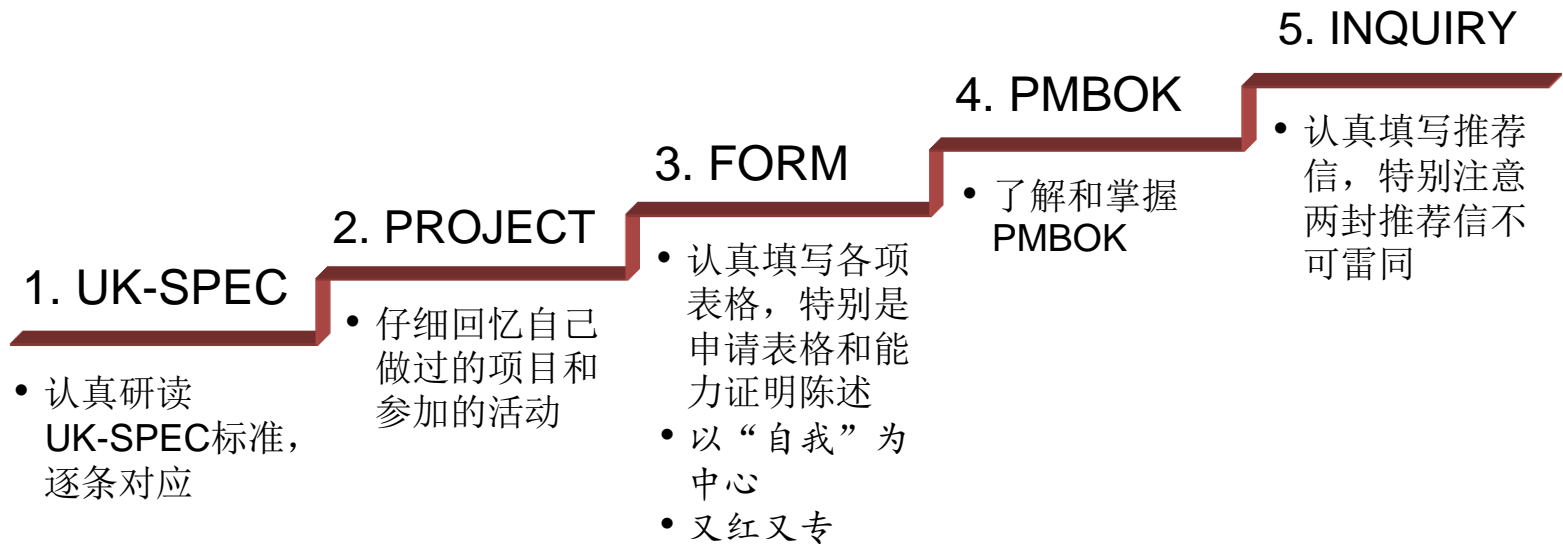 1. UK-SPEC
• 认真研读
UK-SPEC标准，
逐条对应
2. PROJECT
• 仔细回忆自己
做过的项目和
参加的活动
3. FORM
• 认真填写各项
表格，特别是
申请表格和能
力证明陈述
• 以“自我”为
中心
• 又红又专
4. PMBOK
• 了解和掌握
PMBOK
5. INQUIRY
• 认真填写推荐
信，特别注意
两封推荐信不
可雷同